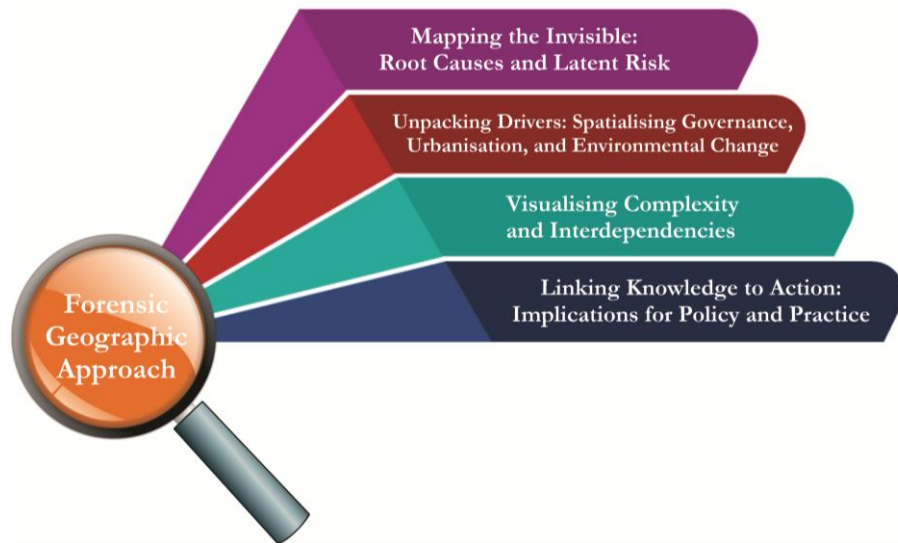 Mapping the Invisible:
Root Causes and Latent Risk
Unpacking Drivers: Spatialising Governance,
Urbanisation, and Environmental Change
Visualising Complexity
and Interdependencies
Linking Knowledge to Action:
Implications for Policy and Practice
Forensic
Geographic
Approach